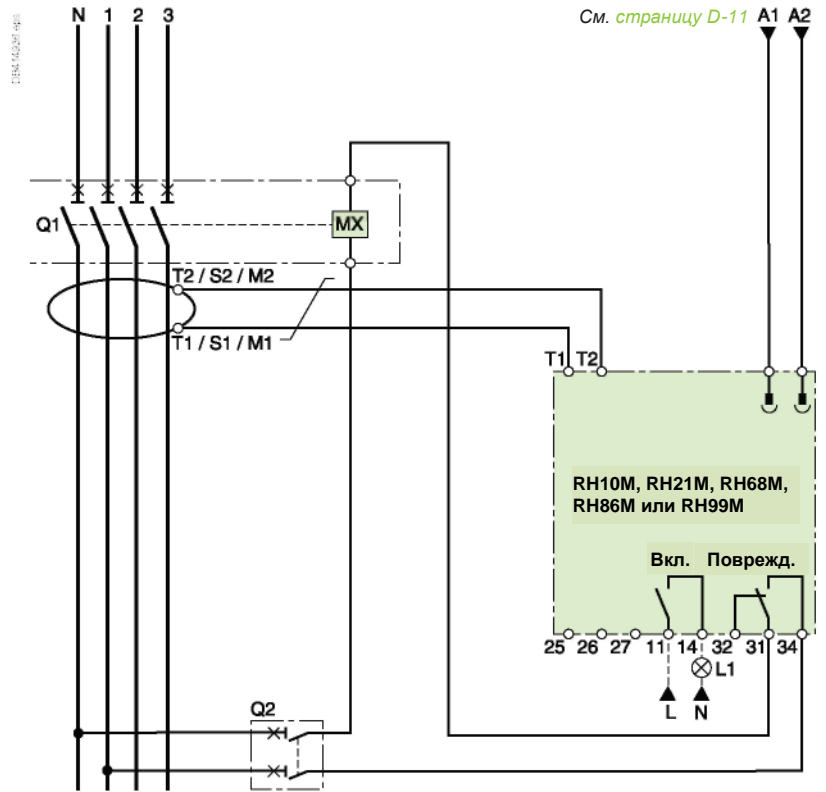 N 1 2 3
См. страницу D-11 A1 A2
Q1
MX
T2 / S2 / M2
T1 / S1 / M1
T1 T2
RH10M, RH21M, RH68M,
RH86M или RH99M
Вкл. Поврежд.
25 26 27 11 14 32 31 34
L1
L N
Q2